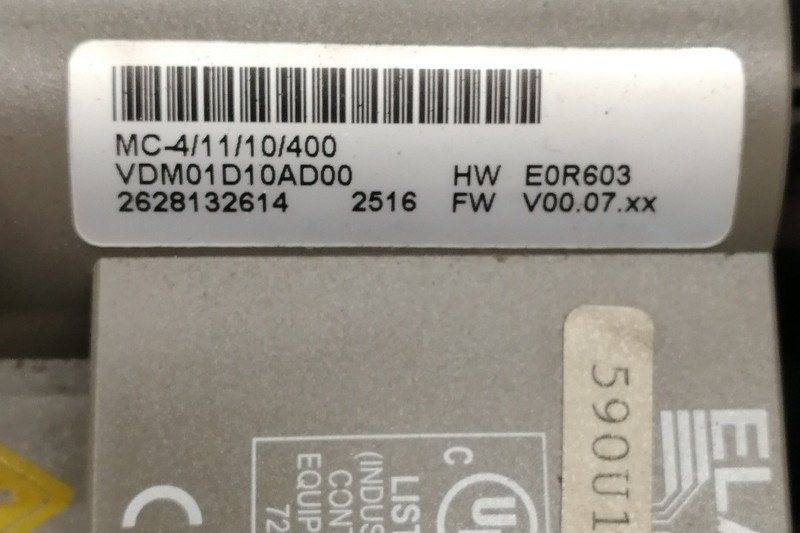 MC-4/11/10/400
VDM01D10AD00 HW E0R603
2628132614 2516 FW V00.07.xx
590U1
C
LIST
(INDUS
CONT
EQUIP
72